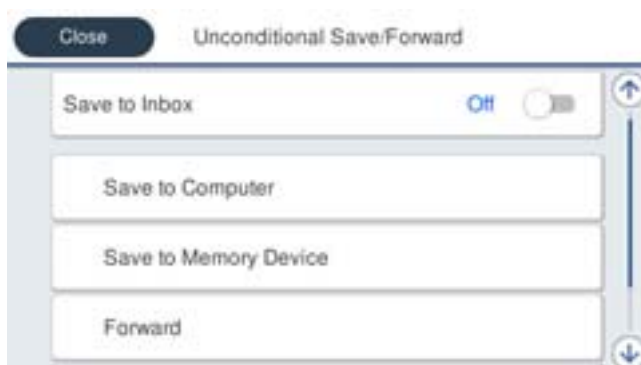 Close Unconditional Save/Forward
Save to Inbox Off
Save to Computer
Save to Memory Device
Forward